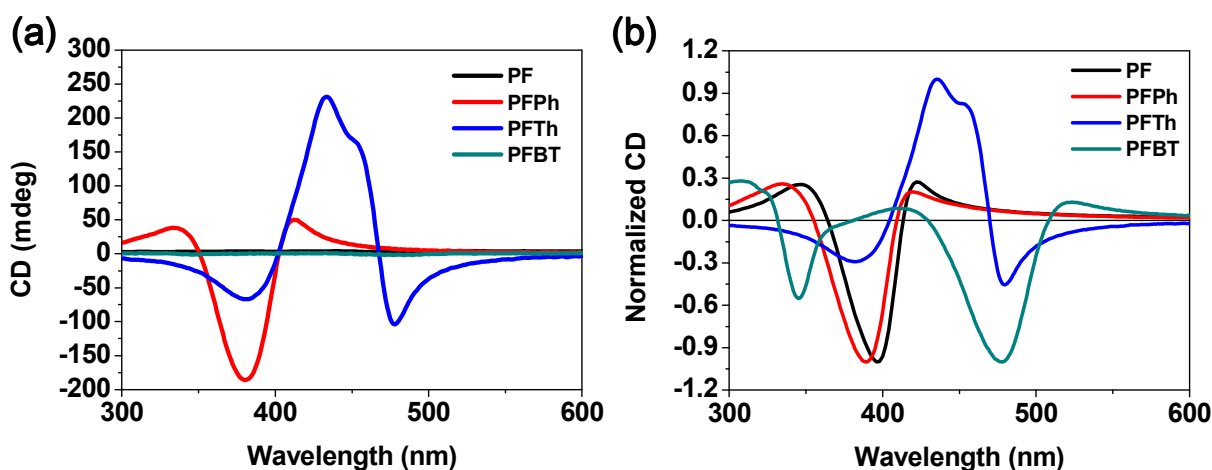 (a)
300
250
200
150
100
50
0
-50
-100
-150
-200
CD (mdeg)
PF
PFPh
PFTh
PFBT
300 400 500 600
Wavelength (nm)
(b)
1.2
0.9
0.6
0.3
0.0
-0.3
-0.6
-0.9
-1.2
Normalized CD
PF
PFPh
PFTh
PFBT
300 400 500 600
Wavelength (nm)